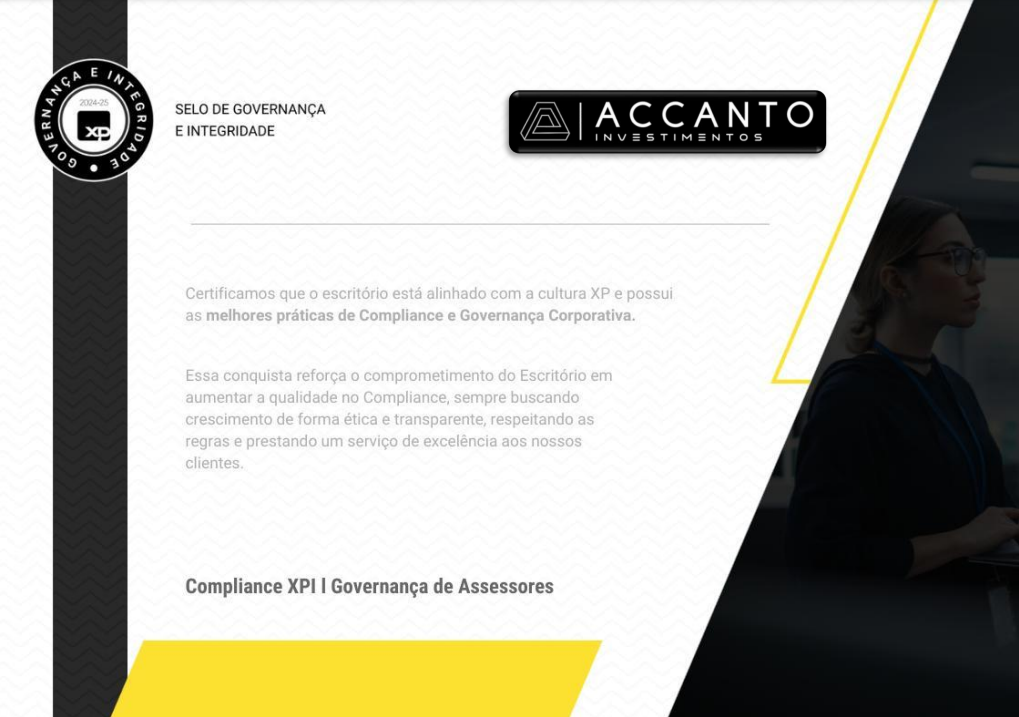 GOVERNANÇA E INTEGRIDADE
2024-25
xp
SELO DE GOVERNANÇA
E INTEGRIDADE
ACCANTO
INVESTIMENTOS
Certificamos que o escritório está alinhado com a cultura XP e possui
as melhores práticas de Compliance e Governança Corporativa.
Essa conquista reforça o comprometimento do Escritório em
aumentar a qualidade no Compliance, sempre buscando
crescimento de forma ética e transparente, respeitando as
regras e prestando um serviço de excelência aos nossos
clientes.
Compliance XPI l Governança de Assessores